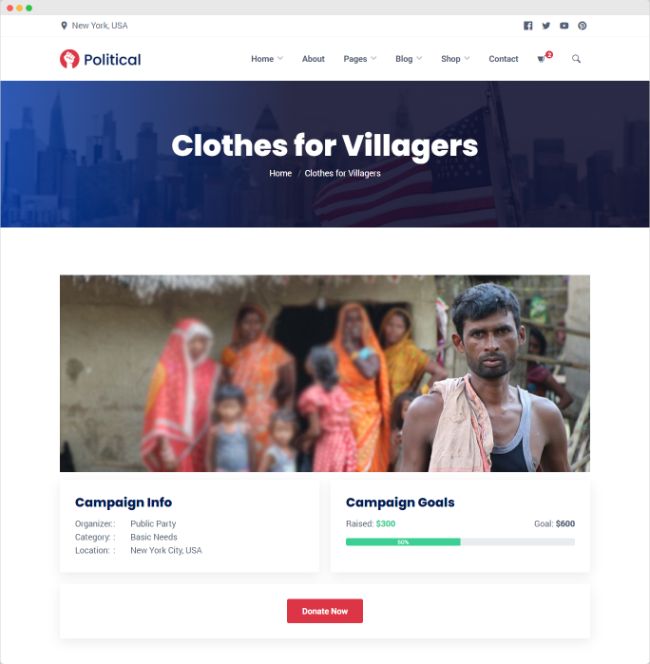 New York, USA
Political
Home About Pages Blog Shop Contact 2
Clothes for Villagers
Home / Clothes for Villagers
Campaign Info
Organizer:: Public Party
Category: : Basic Needs
Location: : New York City, USA
Campaign Goals
Raised: $300 Goal: $600
50%
Donate Now